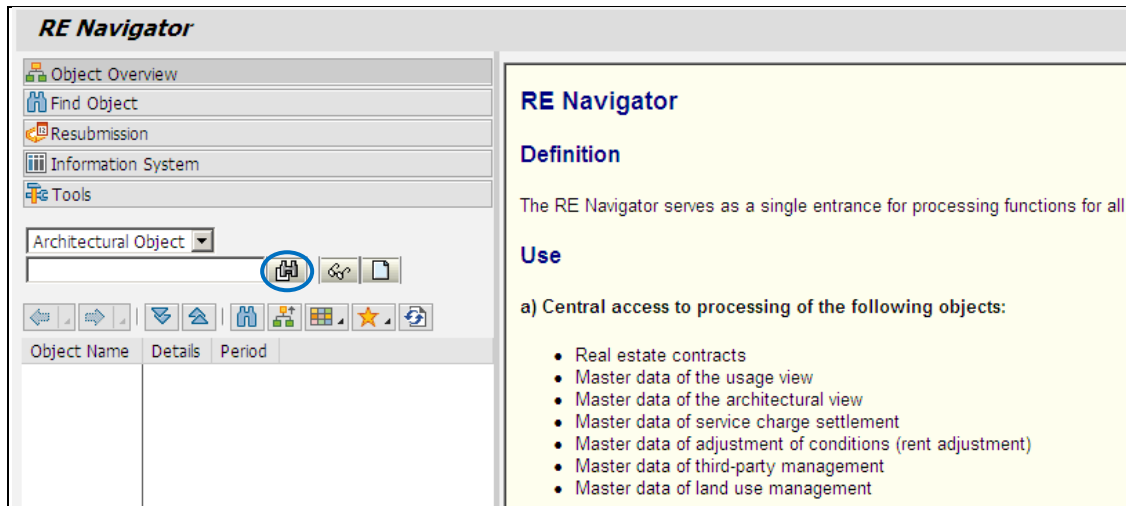 RE Navigator
Object Overview
Find Object
Resubmission
Information System
Tools
Architectural Object
Object Name Details Period
RE Navigator
Definition
The RE Navigator serves as a single entrance for processing functions for all
Use
a) Central access to processing of the following objects:
• Real estate contracts
• Master data of the usage view
• Master data of the architectural view
• Master data of service charge settlement
• Master data of adjustment of conditions (rent adjustment)
• Master data of third-party management
• Master data of land use management